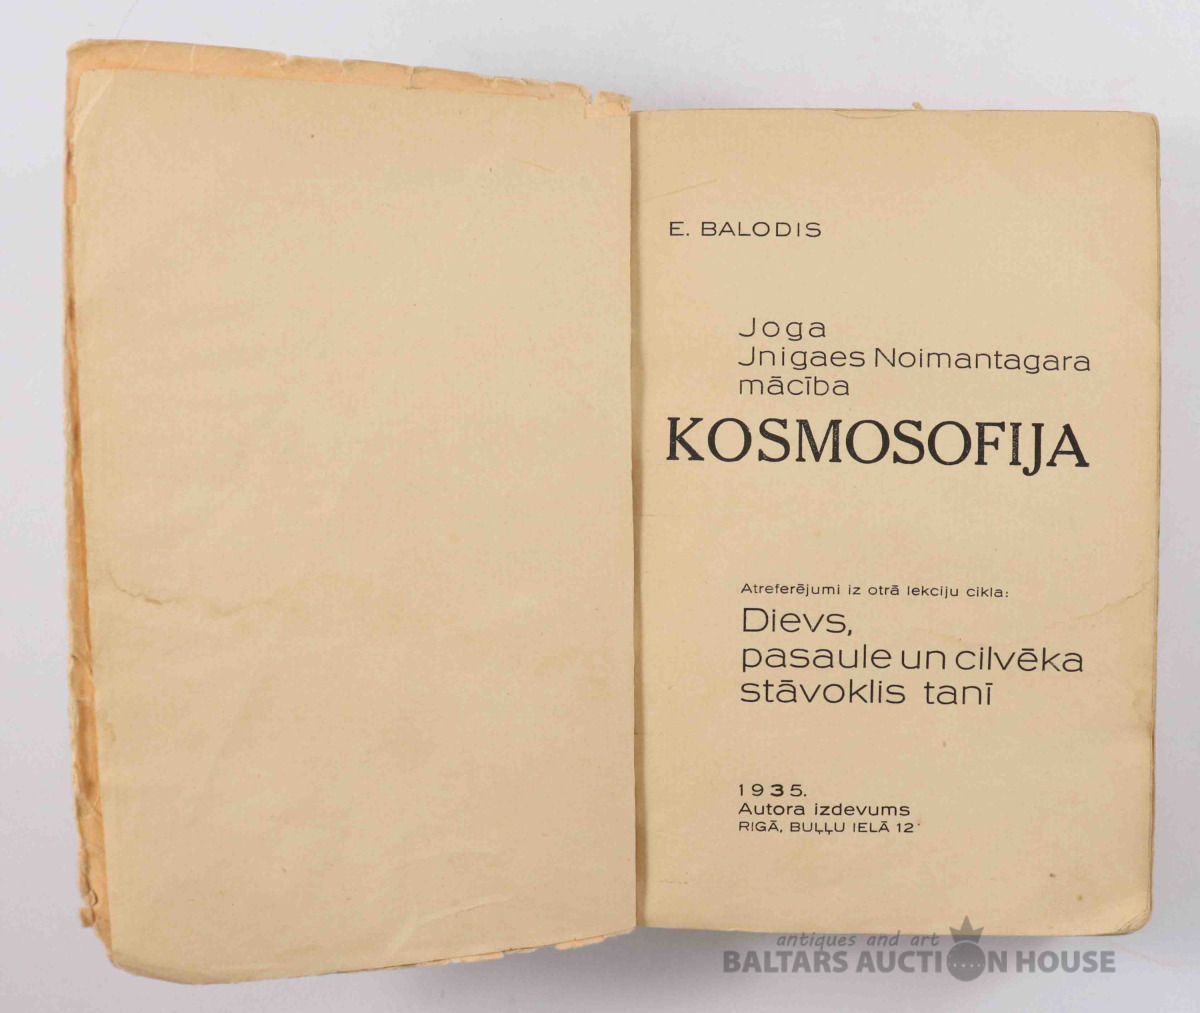 E. BALODIS
Joga
Jnigaes Noimantagara
mācība
KOSMOSOFIJA
Atreferējumi iz otrā lekciju cikla:
Dievs,
pasaule un cilvēka
stāvoklis tanī
1935.
Autora izdevums
RIGĀ, BUĻĻU IELĀ 12
antiques and art
BALTARS AUCTION HOUSE